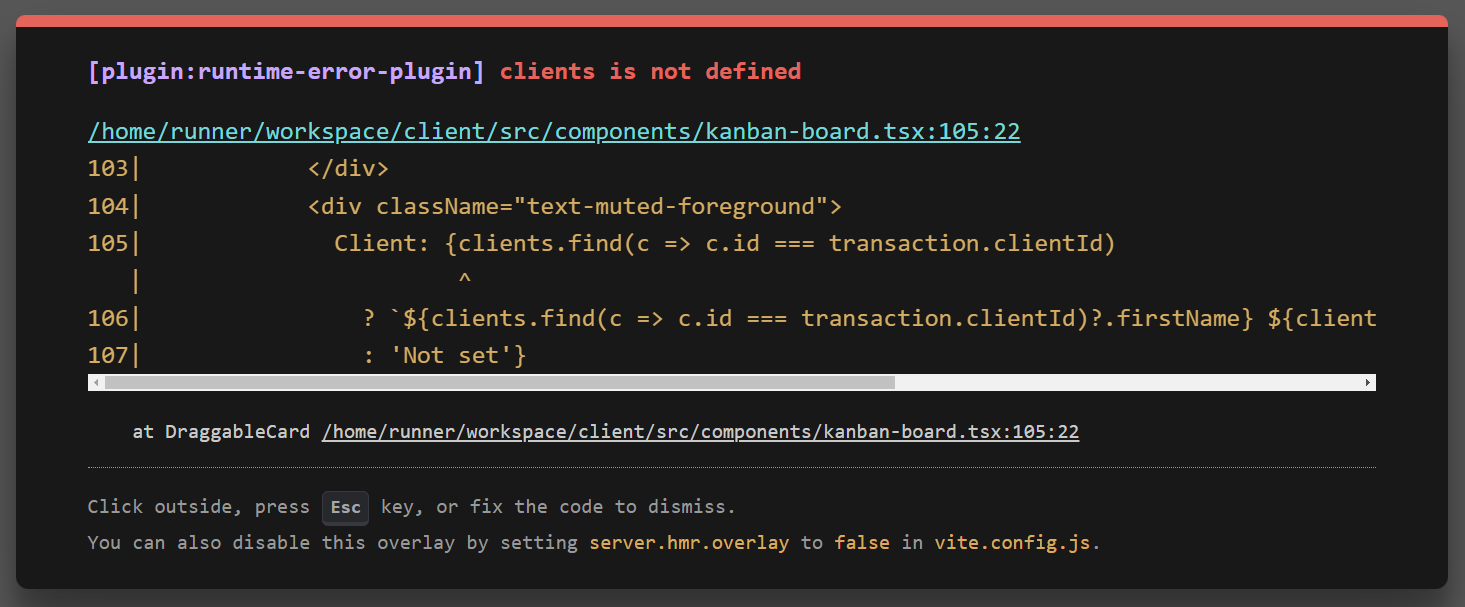 [plugin:runtime-error-plugin] clients is not defined
/home/runner/workspace/client/src/components/kanban-board.tsx:105:22
103|             </div>
104|             <div className="text-muted-foreground">
105|               Client: {clients.find(c => c.id === transaction.clientId)
   |                        ^
106|                 ? `${clients.find(c => c.id === transaction.clientId)?.firstName} ${client
107|                 : 'Not set'}
at DraggableCard /home/runner/workspace/client/src/components/kanban-board.tsx:105:22
Click outside, press Esc key, or fix the code to dismiss.
You can also disable this overlay by setting server.hmr.overlay to false in vite.config.js.